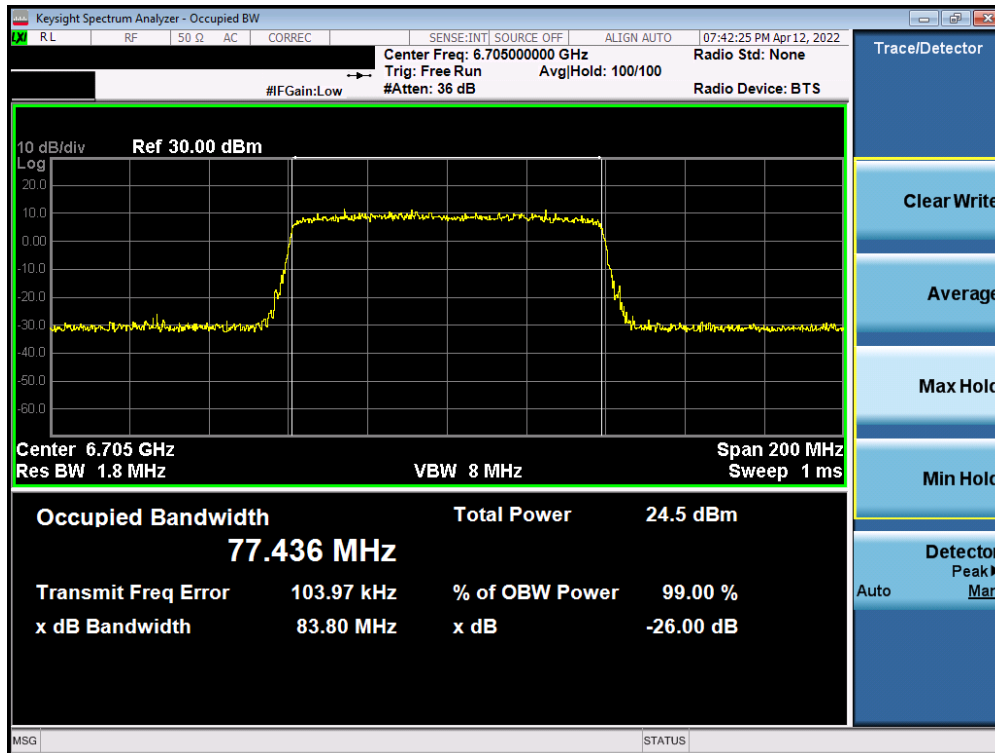 Keysight Spectrum Analyzer - Occupied BW
LXI RL RF 50 Ω AC CORREC SENSE:INT SOURCE OFF ALIGN AUTO 07:42:25 PM Apr 12, 2022
Center Freq: 6.705000000 GHz Radio Std: None
Trig: Free Run Avg|Hold: 100/100
#IFGain:Low #Atten: 36 dB Radio Device: BTS
Trace/Detector
10 dB/div Ref 30.00 dBm
Log
20.0
10.0
0.00
-10.0
-20.0
-30.0
-40.0
-50.0
-60.0
Center 6.705 GHz Span 200 MHz
Res BW 1.8 MHz VBW 8 MHz Sweep 1 ms
Occupied Bandwidth Total Power 24.5 dBm
77.436 MHz
Transmit Freq Error 103.97 kHz % of OBW Power 99.00 %
x dB Bandwidth 83.80 MHz x dB -26.00 dB
Clear Write
Average
Max Hold
Min Hold
Detector
Peak
Auto Man
MSG STATUS